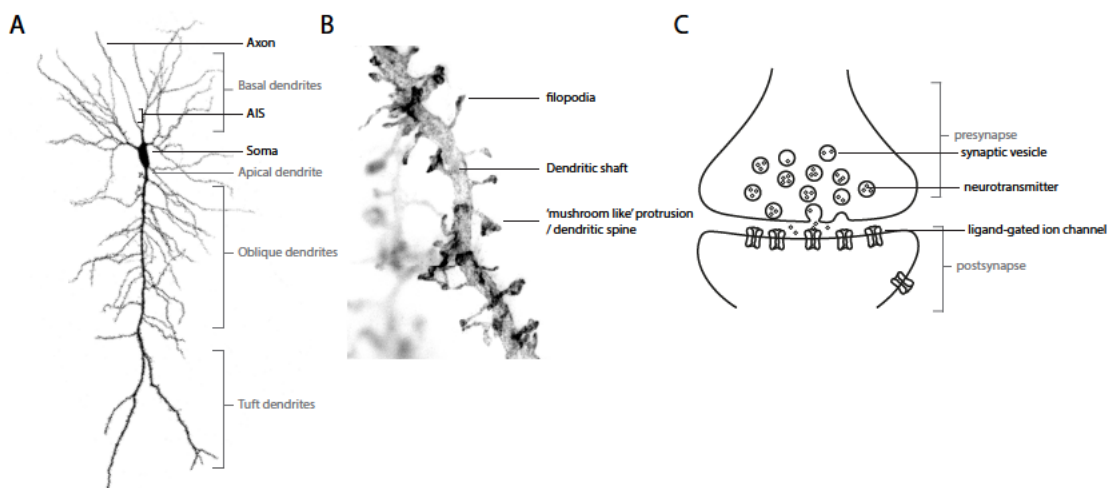 A
Axon
Basal dendrites
AIS
Soma
Apical dendrite
Oblique dendrites
Tuft dendrites
B
filopodia
Dendritic shaft
'mushroom like' protrusion
/ dendritic spine
C
presynapse
synaptic vesicle
neurotransmitter
ligand-gated ion channel
postsynapse